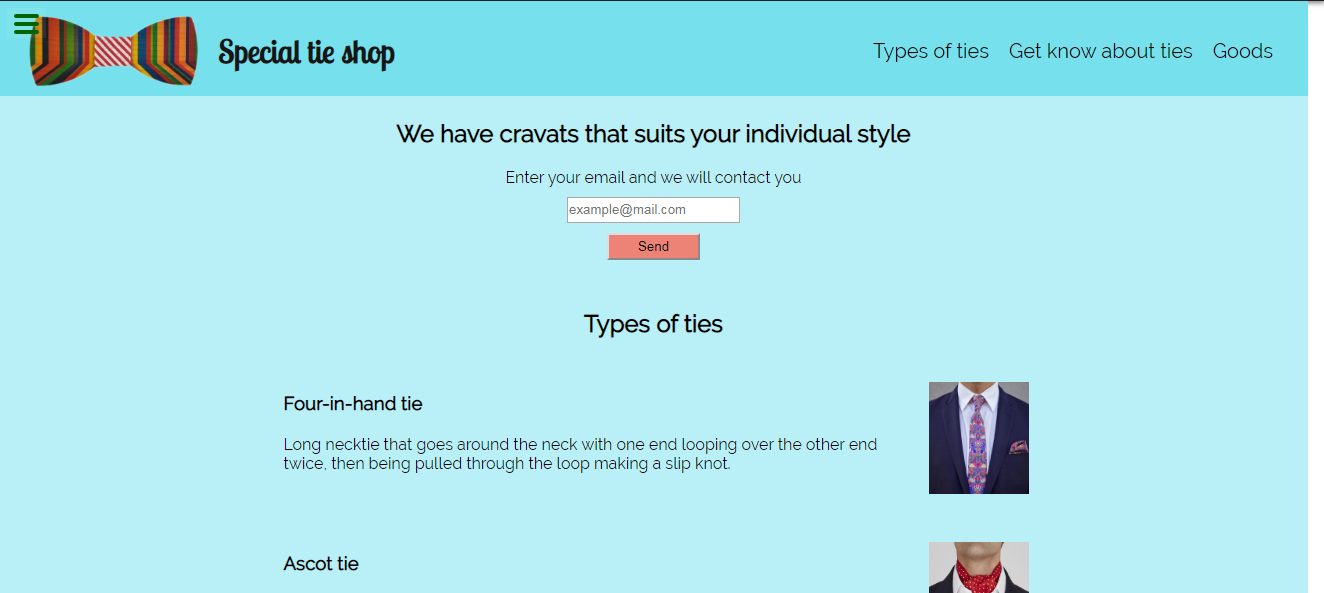 Special tie shop
Types of ties
Get know about ties
Goods
We have cravats that suits your individual style
Enter your email and we will contact you
example@mail.com
Send
Types of ties
Four-in-hand tie
Long necktie that goes around the neck with one end looping over the other end
twice, then being pulled through the loop making a slip knot.
Ascot tie